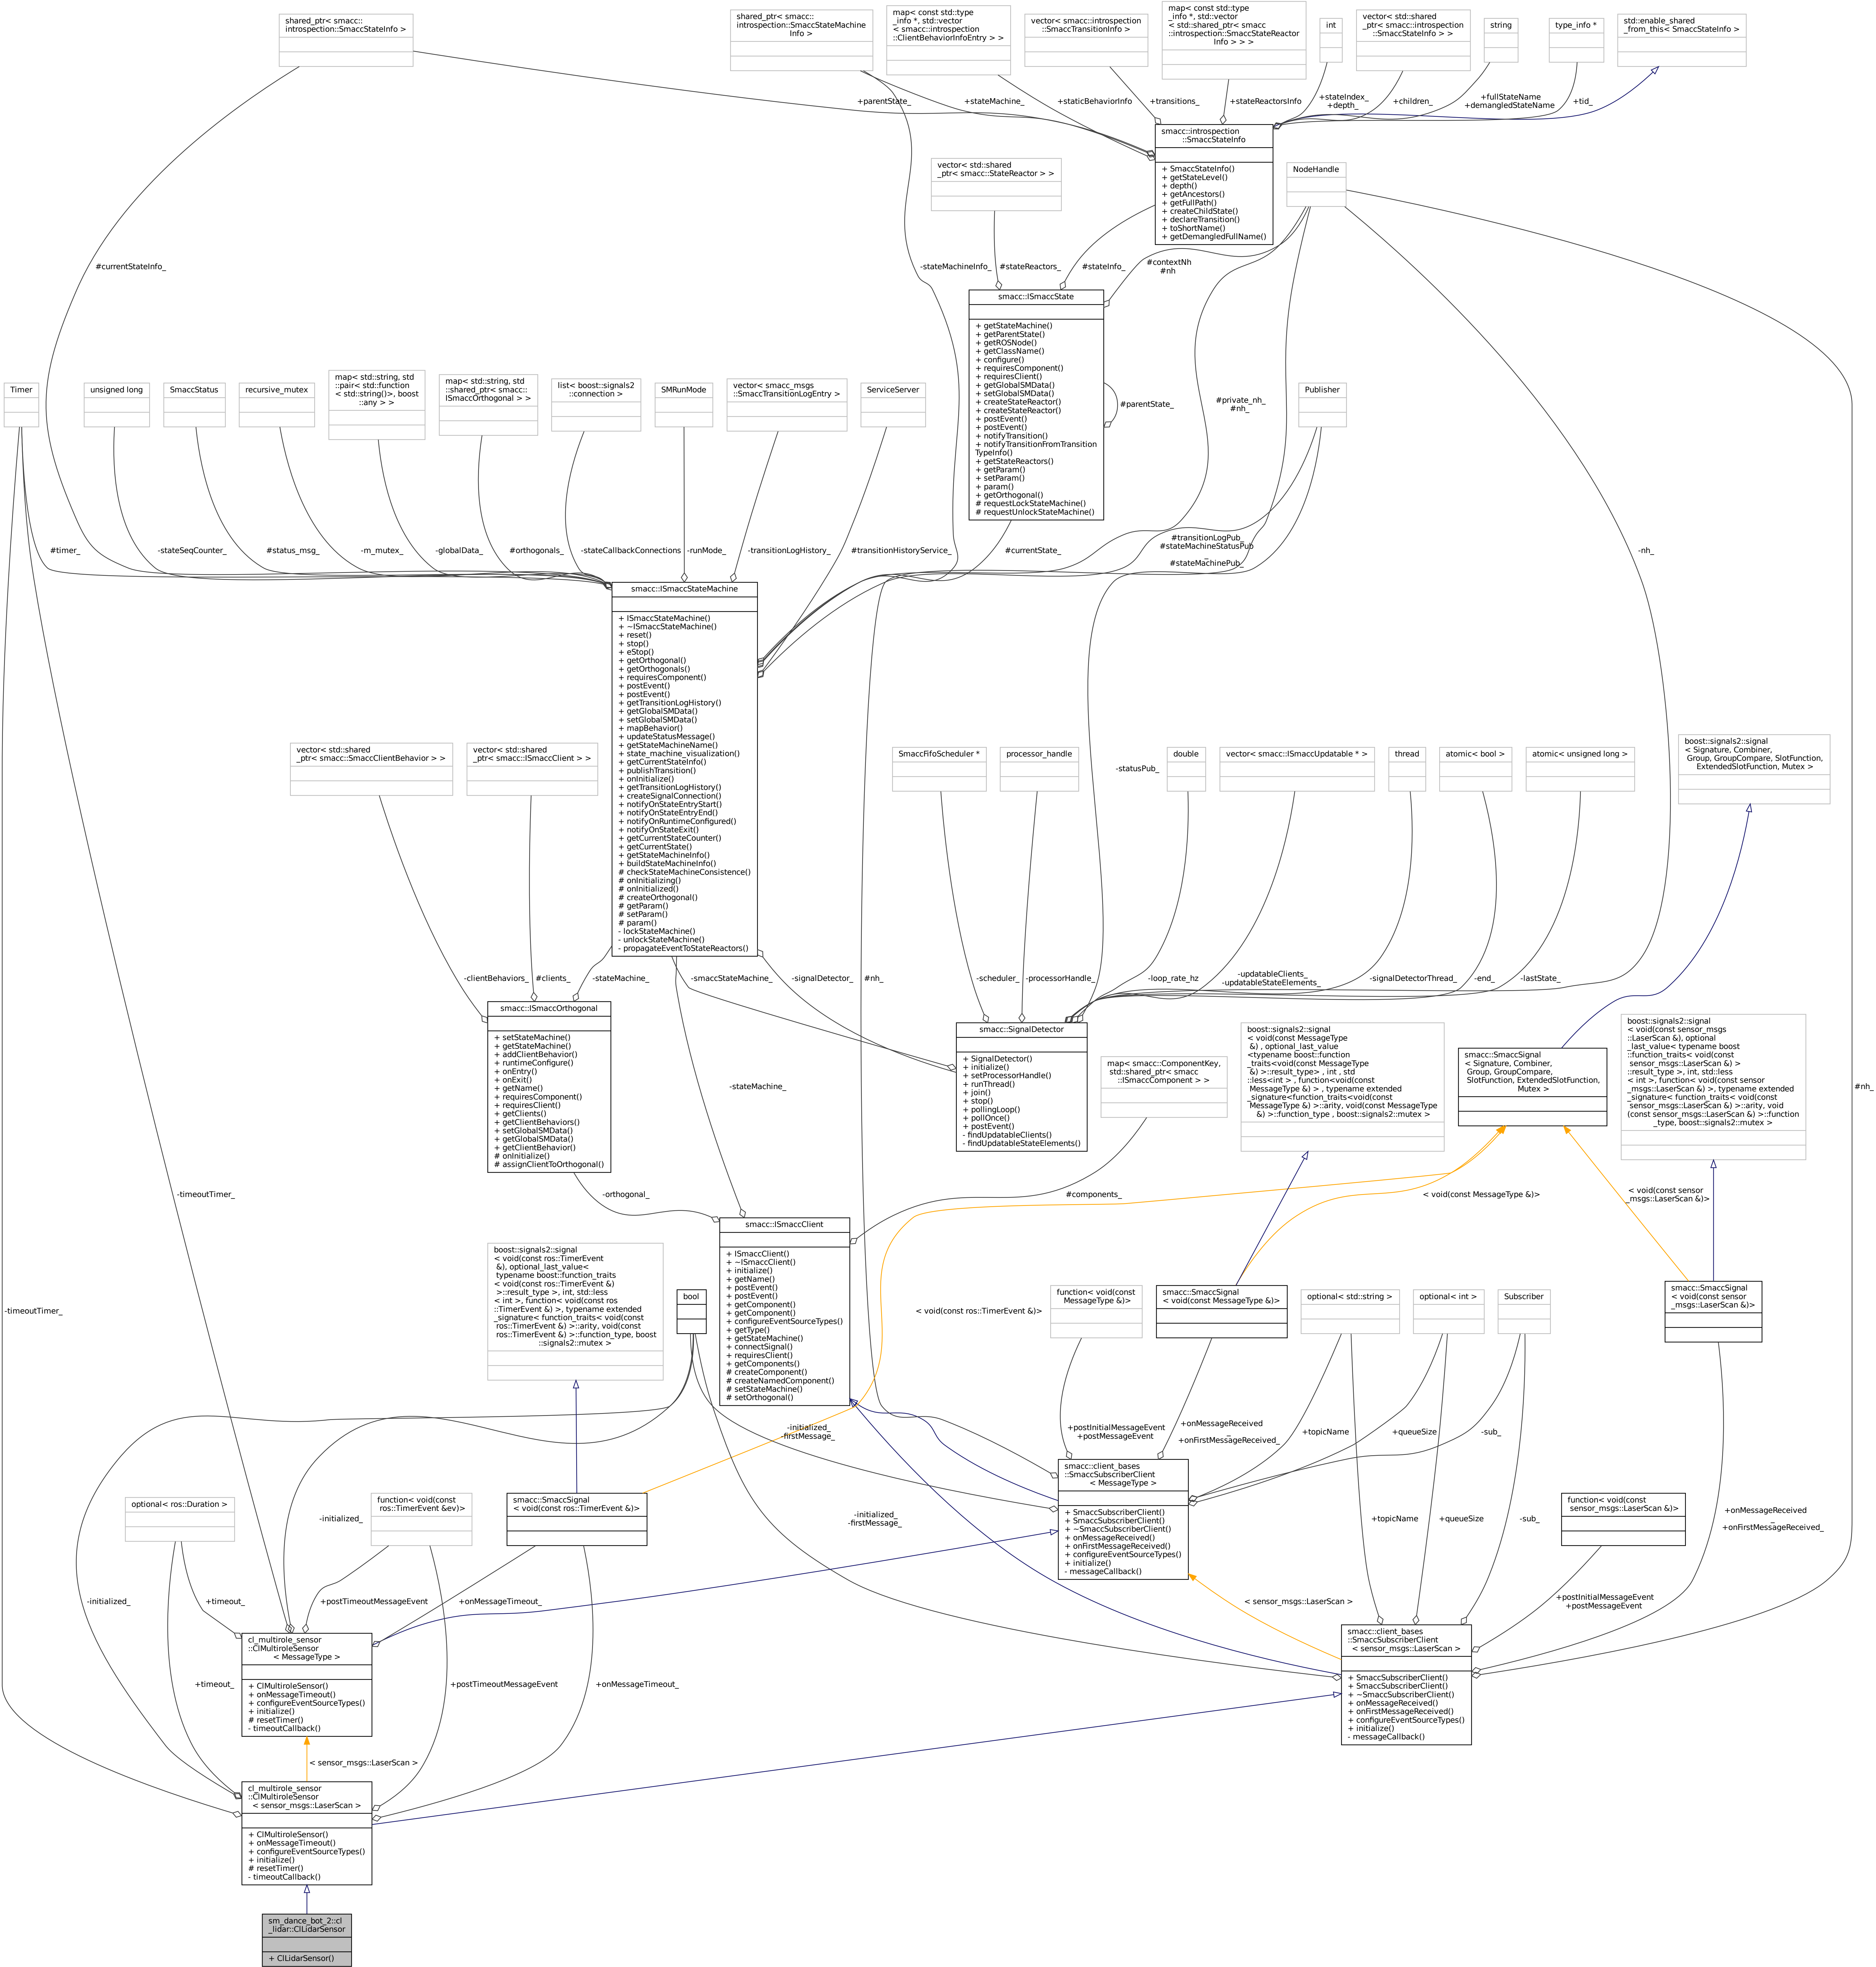 shared_ptr< smacc::
introspection::SmaccStateInfo >
shared_ptr< smacc::
introspection::SmaccStateMachine
Info >
map< const std::type
_info *, std::vector
< smacc::introspection
::ClientBehaviorInfoEntry > >
vector< smacc::introspection
::SmaccTransitionInfo >
map< const std::type
_info *, std::vector
< std::shared_ptr< smacc
::introspection::SmaccStateReactor
Info > > >
int
vector< std::shared
_ptr< smacc::introspection
::SmaccStateInfo > >
string
type_info *
std::enable_shared
_from_this< SmaccStateInfo >
+parentState_
+stateMachine_
+staticBehaviorInfo
+transitions_
+stateReactorsInfo
+stateIndex_
+depth_
+children_
+fullStateName
+demangledStateName
+tid_
smacc::introspection
::SmaccStateInfo
+ SmaccStateInfo()
+ getStateLevel()
+ depth()
+ getAncestors()
+ getFullPath()
+ createChildState()
+ declareTransition()
+ toShortName()
+ getDemangledFullName()
vector< std::shared
_ptr< smacc::StateReactor > >
NodeHandle
#currentStateInfo_
-stateMachineInfo_
#stateReactors_
#stateInfo_
#contextNh
#nh
smacc::ISmaccState
+ getStateMachine()
+ getParentState()
+ getROSNode()
+ getClassName()
+ configure()
+ requiresComponent()
+ requiresClient()
+ getGlobalSMData()
+ setGlobalSMData()
+ createStateReactor()
+ createStateReactor()
+ postEvent()
+ postEvent()
+ notifyTransition()
+ notifyTransitionFromTransition
TypeInfo()
+ getStateReactors()
+ getParam()
+ setParam()
+ param()
+ getOrthogonal()
# requestLockStateMachine()
# requestUnlockStateMachine()
#parentState_
#private_nh_
#nh_
Timer
unsigned long
SmaccStatus
recursive_mutex
map< std::string, std
::pair< std::function
< std::string()>, boost
::any > >
map< std::string, std
::shared_ptr< smacc::
ISmaccOrthogonal > >
list< boost::signals2
::connection >
SMRunMode
vector< smacc_msgs
::SmaccTransitionLogEntry >
ServiceServer
Publisher
#timer_
-stateSeqCounter_
#status_msg_
-m_mutex_
-globalData_
#orthogonals_
-stateCallbackConnections
-runMode_
-transitionLogHistory_
#transitionHistoryService_
#currentState_
#transitionLogPub_
#stateMachineStatusPub
_
#stateMachinePub_
-nh_
smacc::ISmaccStateMachine
+ ISmaccStateMachine()
+ ~ISmaccStateMachine()
+ reset()
+ stop()
+ eStop()
+ getOrthogonal()
+ getOrthogonals()
+ requiresComponent()
+ postEvent()
+ postEvent()
+ getTransitionLogHistory()
+ getGlobalSMData()
+ setGlobalSMData()
+ mapBehavior()
+ updateStatusMessage()
+ getStateMachineName()
+ state_machine_visualization()
+ getCurrentStateInfo()
+ publishTransition()
+ onInitialize()
+ getTransitionLogHistory()
+ createSignalConnection()
+ notifyOnStateEntryStart()
+ notifyOnStateEntryEnd()
+ notifyOnRuntimeConfigured()
+ notifyOnStateExit()
+ getCurrentStateCounter()
+ getCurrentState()
+ getStateMachineInfo()
+ buildStateMachineInfo()
# checkStateMachineConsistence()
# onInitializing()
# onInitialized()
# createOrthogonal()
# getParam()
# setParam()
# param()
- lockStateMachine()
- unlockStateMachine()
- propagateEventToStateReactors()
vector< std::shared
_ptr< smacc::SmaccClientBehavior > >
vector< std::shared
_ptr< smacc::ISmaccClient > >
SmaccFifoScheduler *
processor_handle
-statusPub_
double
vector< smacc::ISmaccUpdatable * >
thread
atomic< bool >
atomic< unsigned long >
boost::signals2::signal
< Signature, Combiner,
Group, GroupCompare, SlotFunction,
ExtendedSlotFunction, Mutex >
-clientBehaviors_
#clients_
-stateMachine_
-smaccStateMachine_
-signalDetector_
#nh_
-scheduler_
-processorHandle_
-loop_rate_hz
-updatableClients_
-updatableStateElements_
-signalDetectorThread_
-end_
-lastState_
smacc::ISmaccOrthogonal
+ setStateMachine()
+ getStateMachine()
+ addClientBehavior()
+ runtimeConfigure()
+ onEntry()
+ onExit()
+ getName()
+ requiresComponent()
+ requiresClient()
+ getClients()
+ getClientBehaviors()
+ setGlobalSMData()
+ getGlobalSMData()
+ getClientBehavior()
# onInitialize()
# assignClientToOrthogonal()
smacc::SignalDetector
+ SignalDetector()
+ initialize()
+ setProcessorHandle()
+ runThread()
+ join()
+ stop()
+ pollingLoop()
+ pollOnce()
+ postEvent()
- findUpdatableClients()
- findUpdatableStateElements()
map< smacc::ComponentKey,
std::shared_ptr< smacc
::ISmaccComponent > >
boost::signals2::signal
< void(const MessageType
&) , optional_last_value
<typename boost::function
_traits<void(const MessageType
&) >::result_type> , int , std
::less<int > , function<void(const
MessageType &) > , typename extended
_signature<function_traits<void(const
MessageType &) >::arity, void(const MessageType
&) >::function_type , boost::signals2::mutex >
smacc::SmaccSignal
< Signature, Combiner,
Group, GroupCompare,
SlotFunction, ExtendedSlotFunction,
Mutex >
boost::signals2::signal
< void(const sensor_msgs
::LaserScan &), optional
_last_value< typename boost
::function_traits< void(const
sensor_msgs::LaserScan &) >
::result_type >, int, std::less
< int >, function< void(const sensor
_msgs::LaserScan &) >, typename extended
_signature< function_traits< void(const
sensor_msgs::LaserScan &) >::arity, void
(const sensor_msgs::LaserScan &) >::function
_type, boost::signals2::mutex >
#nh_
-stateMachine_
-timeoutTimer_
-orthogonal_
#components_
< void(const MessageType &)>
< void(const sensor
_msgs::LaserScan &)>
smacc::ISmaccClient
+ ISmaccClient()
+ ~ISmaccClient()
+ initialize()
+ getName()
+ postEvent()
+ postEvent()
+ getComponent()
+ getComponent()
+ configureEventSourceTypes()
+ getType()
+ getStateMachine()
+ connectSignal()
+ requiresClient()
+ getComponents()
# createComponent()
# createNamedComponent()
# setStateMachine()
# setOrthogonal()
boost::signals2::signal
< void(const ros::TimerEvent
&), optional_last_value<
typename boost::function_traits
< void(const ros::TimerEvent &)
>::result_type >, int, std::less
< int >, function< void(const ros
::TimerEvent &) >, typename extended
_signature< function_traits< void(const
ros::TimerEvent &) >::arity, void(const
ros::TimerEvent &) >::function_type, boost
::signals2::mutex >
bool
-timeoutTimer_
< void(const ros::TimerEvent &)>
function< void(const
MessageType &)>
smacc::SmaccSignal
< void(const MessageType &)>
optional< std::string >
optional< int >
Subscriber
smacc::SmaccSignal
< void(const sensor
_msgs::LaserScan &)>
-initialized_
-firstMessage_
+postInitialMessageEvent
+postMessageEvent
+onMessageReceived
_
+onFirstMessageReceived_
+topicName
+queueSize
-sub_
smacc::client_bases
::SmaccSubscriberClient
< MessageType >
+ SmaccSubscriberClient()
+ SmaccSubscriberClient()
+ ~SmaccSubscriberClient()
+ onMessageReceived()
+ onFirstMessageReceived()
+ configureEventSourceTypes()
+ initialize()
- messageCallback()
optional< ros::Duration >
-initialized_
function< void(const
ros::TimerEvent &ev)>
smacc::SmaccSignal
< void(const ros::TimerEvent &)>
-initialized_
-firstMessage_
+topicName
+queueSize
-sub_
function< void(const
sensor_msgs::LaserScan &)>
+onMessageReceived
_
+onFirstMessageReceived_
-initialized_
+timeout_
+postTimeoutMessageEvent
+onMessageTimeout_
< sensor_msgs::LaserScan >
+postInitialMessageEvent
+postMessageEvent
cl_multirole_sensor
::ClMultiroleSensor
< MessageType >
+ ClMultiroleSensor()
+ onMessageTimeout()
+ configureEventSourceTypes()
+ initialize()
# resetTimer()
- timeoutCallback()
smacc::client_bases
::SmaccSubscriberClient
< sensor_msgs::LaserScan >
+ SmaccSubscriberClient()
+ SmaccSubscriberClient()
+ ~SmaccSubscriberClient()
+ onMessageReceived()
+ onFirstMessageReceived()
+ configureEventSourceTypes()
+ initialize()
- messageCallback()
+timeout_
+postTimeoutMessageEvent
+onMessageTimeout_
< sensor_msgs::LaserScan >
cl_multirole_sensor
::ClMultiroleSensor
< sensor_msgs::LaserScan >
+ ClMultiroleSensor()
+ onMessageTimeout()
+ configureEventSourceTypes()
+ initialize()
# resetTimer()
- timeoutCallback()
sm_dance_bot_2::cl
_lidar::ClLidarSensor
+ ClLidarSensor()